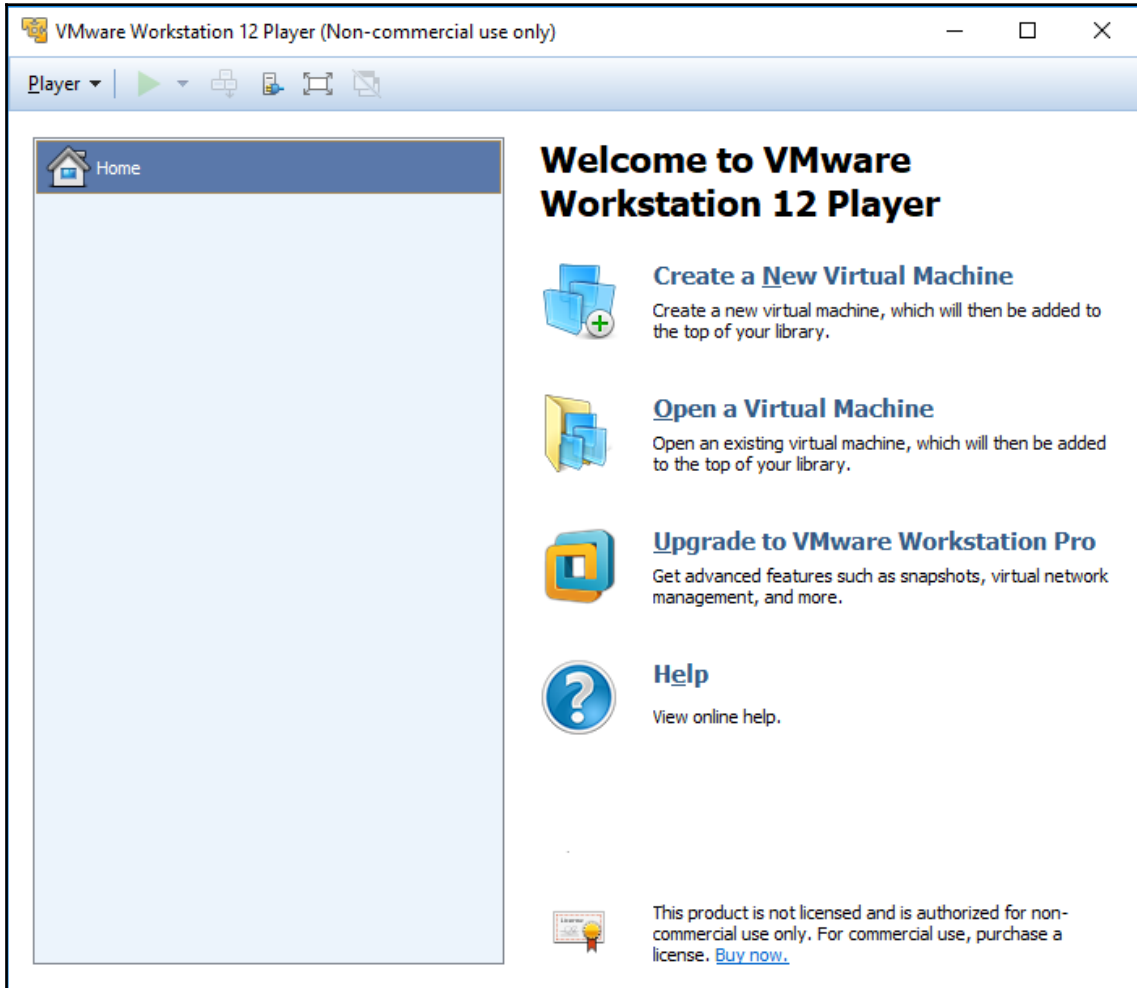 VMware Workstation 12 Player (Non-commercial use only)
Player
Home
Welcome to VMware
Workstation 12 Player
Create a New Virtual Machine
Create a new virtual machine, which will then be added to
the top of your library.
Open a Virtual Machine
Open an existing virtual machine, which will then be added
to the top of your library.
Upgrade to VMware Workstation Pro
Get advanced features such as snapshots, virtual network
management, and more.
Help
View online help.
License
This product is not licensed and is authorized for non-
commercial use only. For commercial use, purchase a
license. Buy now.